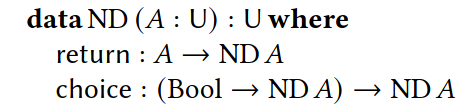 data ND (A : U) : U where
return : A → ND A
choice : (Bool → ND A) → ND A